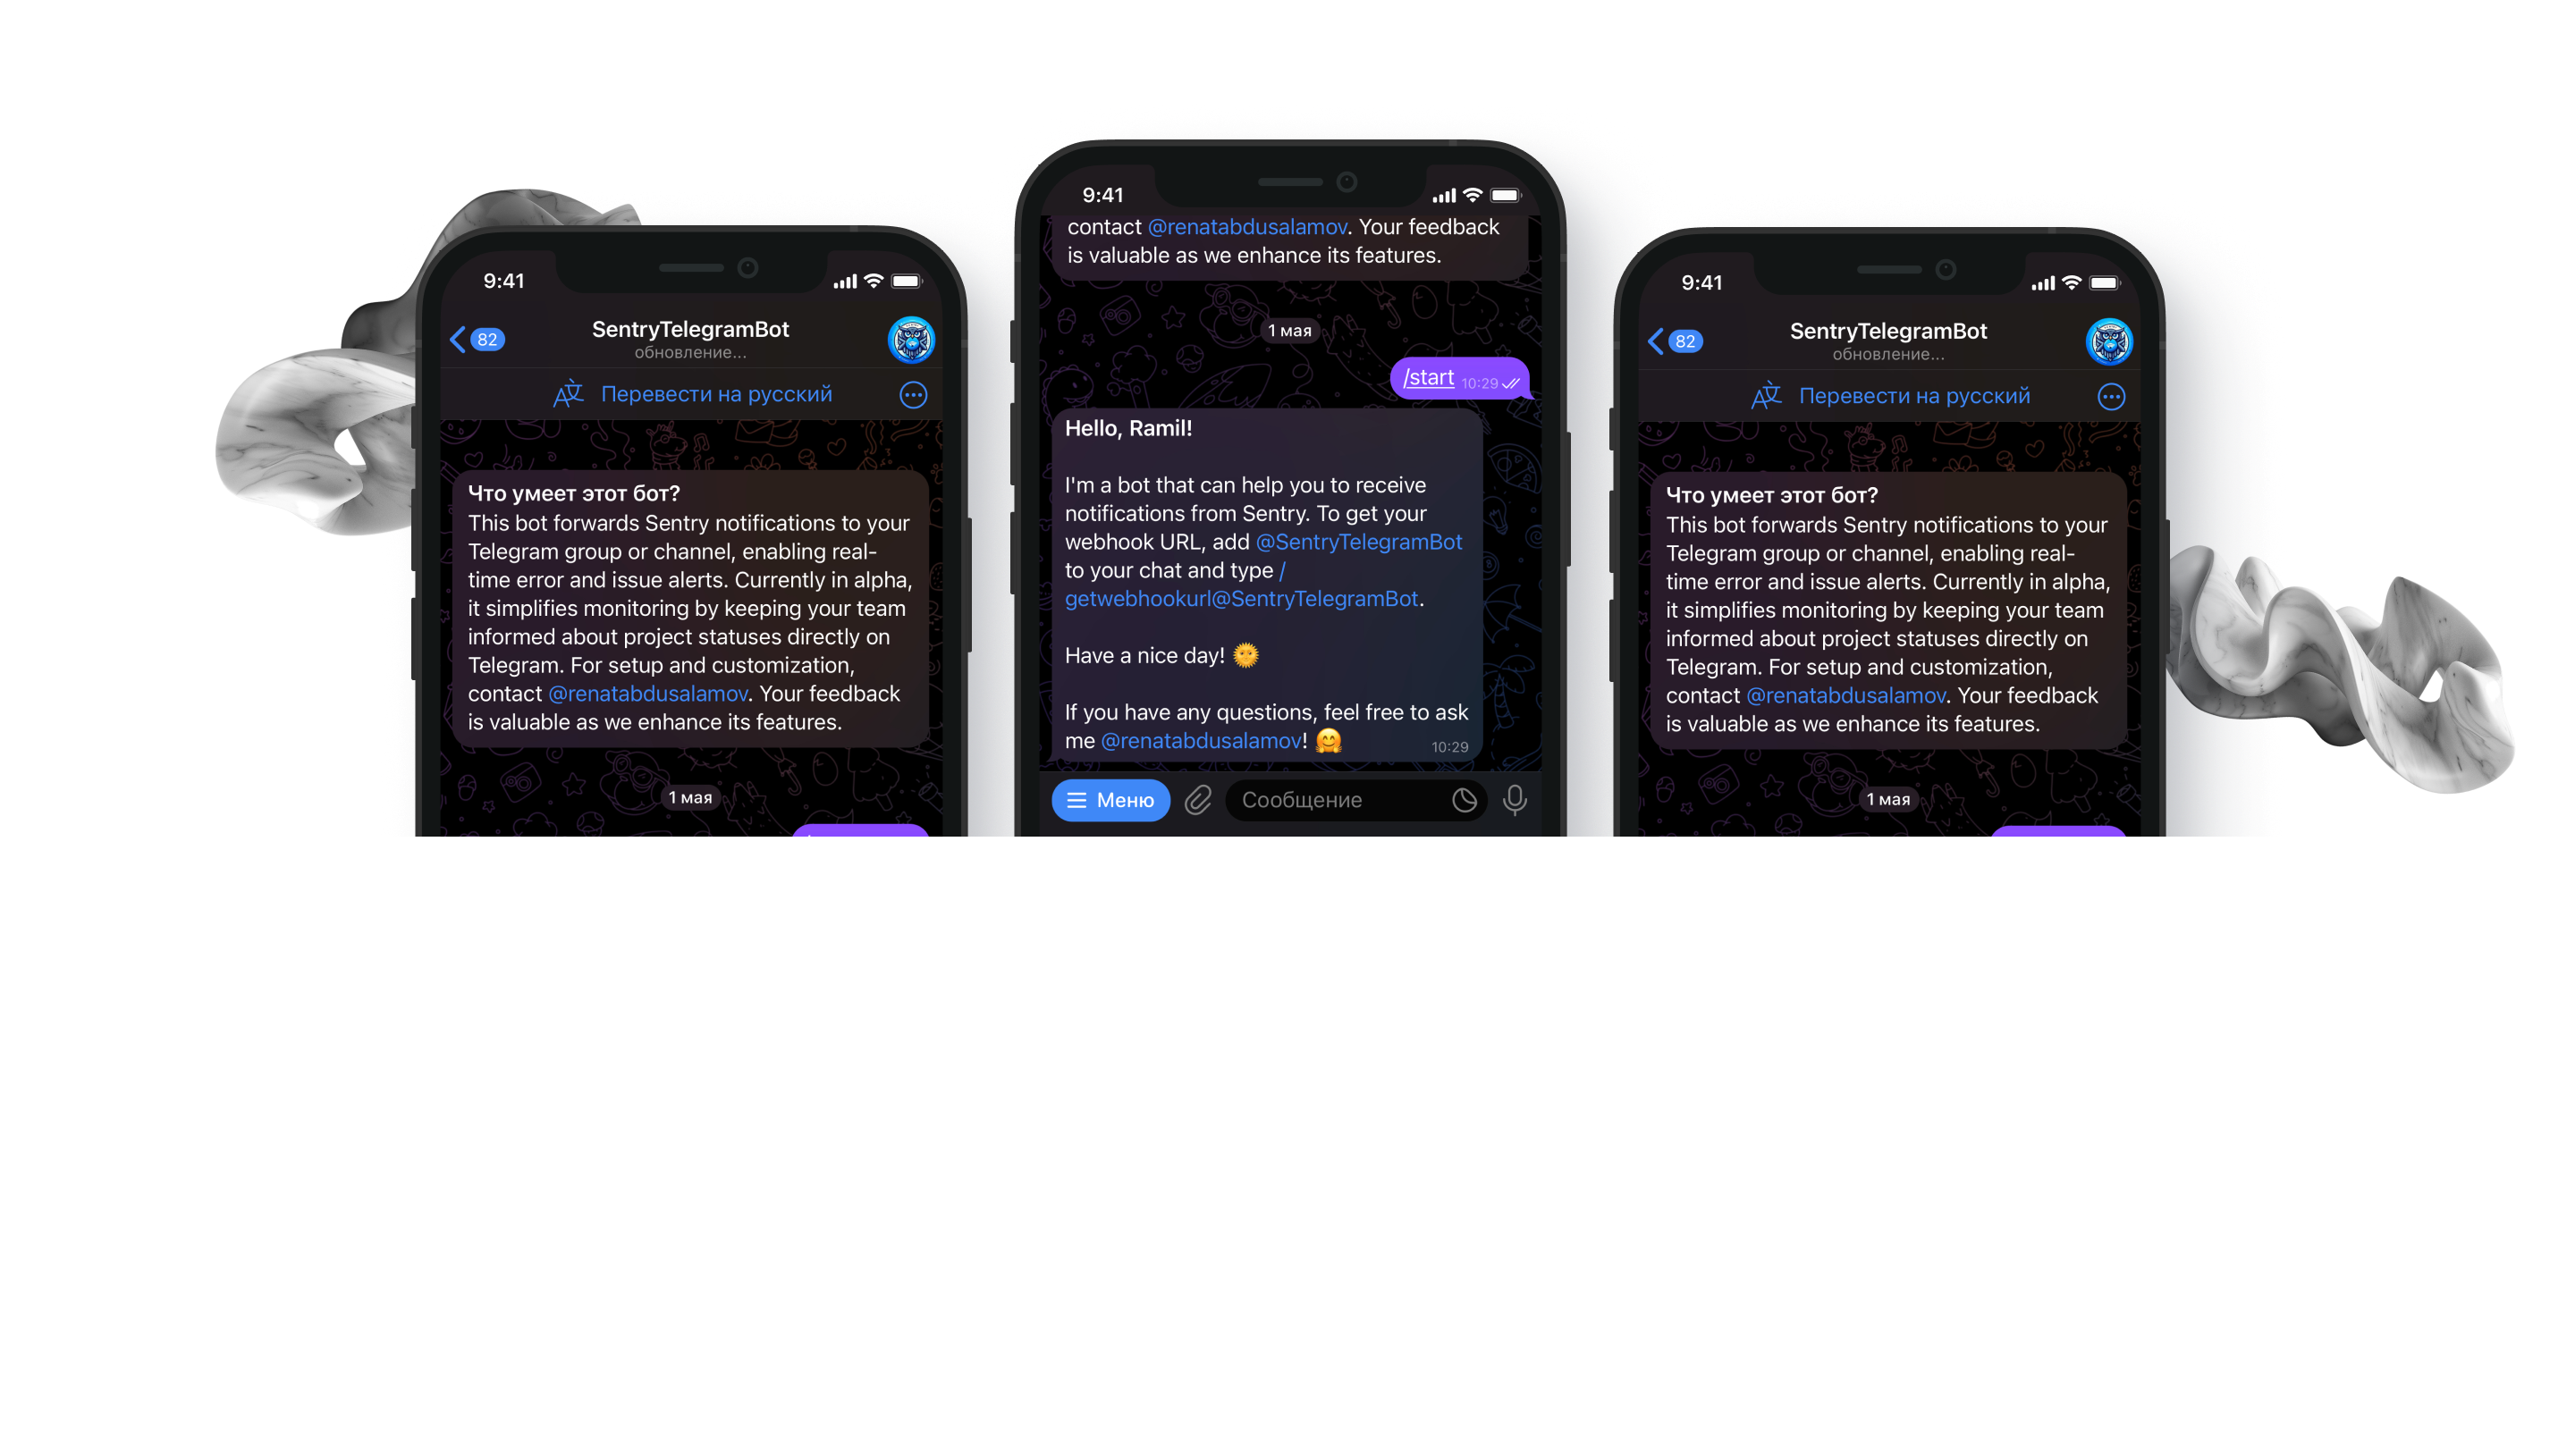 9:41
82
SentryTelegramBot
обновление...
Перевести на русский
Что умеет этот бот?
This bot forwards Sentry notifications to your
Telegram group or channel, enabling real-
time error and issue alerts. Currently in alpha,
it simplifies monitoring by keeping your team
informed about project statuses directly on
Telegram. For setup and customization,
contact @renatabdusalamov. Your feedback
is valuable as we enhance its features.
1 мая
9:41
contact @renatabdusalamov. Your feedback
is valuable as we enhance its features.
1 мая
/start 10:29
Hello, Ramil!
I'm a bot that can help you to receive
notifications from Sentry. To get your
webhook URL, add @SentryTelegramBot
to your chat and type /
getwebhookurl@SentryTelegramBot.
Have a nice day! 🌞
If you have any questions, feel free to ask
me @renatabdusalamov! 🤗 10:29
Меню
Сообщение
9:41
82
SentryTelegramBot
обновление...
Перевести на русский
Что умеет этот бот?
This bot forwards Sentry notifications to your
Telegram group or channel, enabling real-
time error and issue alerts. Currently in alpha,
it simplifies monitoring by keeping your team
informed about project statuses directly on
Telegram. For setup and customization,
contact @renatabdusalamov. Your feedback
is valuable as we enhance its features.
1 мая